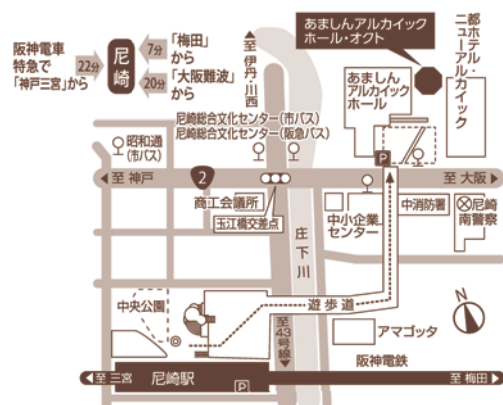 阪神電車
特急で
「神戸三宮」から
22分
尼崎
7分
「梅田」
から
20分
「大阪難波」
から
至伊丹・川西
あましんアルカイック
ホール・オクト
都ホテル・
ニューアルカイック
あましん
アルカイック
ホール
尼崎総合文化センター(市バス)
尼崎総合文化センター(阪急バス)
昭和通
(市バス)
P
至 神戸
2
至 大阪
商工会議所
玉江橋交差点
中小企業
センター
中消防署
尼崎
南警察
庄下川
中央公園
遊歩道
至43号線
アマゴッタ
N
阪神電鉄
至 三宮
尼崎駅
P
至 梅田